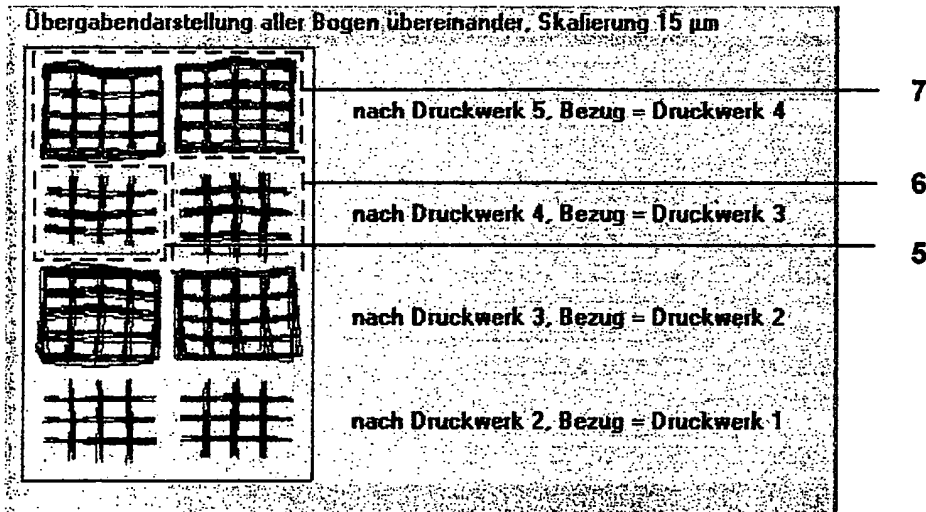 Übergabendarstellung aller Bogen übereinander, Skalierung 15 µm
nach Druckwerk 5, Bezug = Druckwerk 4
7
6
nach Druckwerk 4, Bezug = Druckwerk 3
5
nach Druckwerk 3, Bezug = Druckwerk 2
nach Druckwerk 2, Bezug = Druckwerk 1